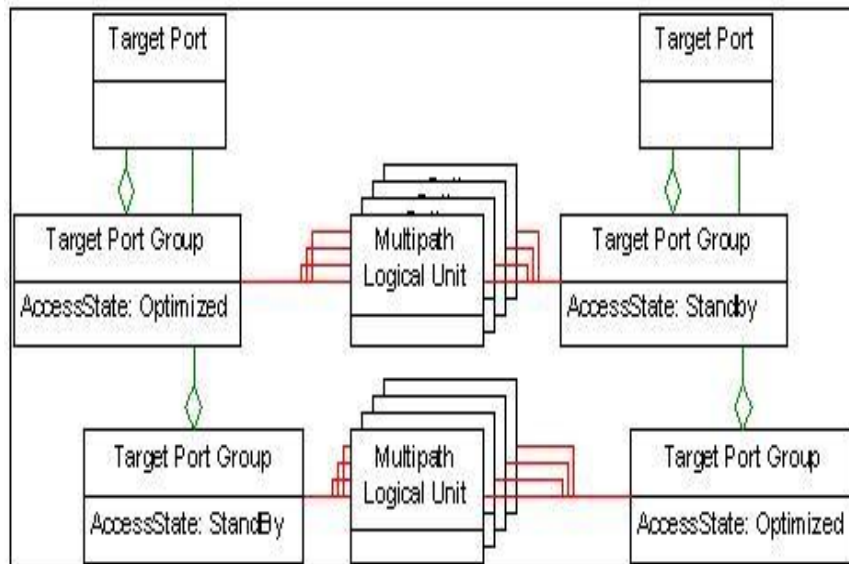 Target Port
Target Port
Target Port Group
AccessState: Optimized
Multipath
Logical Unit
Target Port Group
AccessState: Standby
Target Port Group
AccessState: StandBy
Multipath
Logical Unit
Target Port Group
AccessState: Optimized